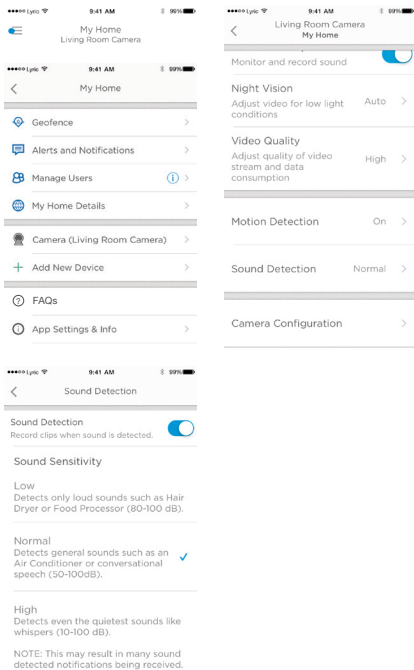 ●●●●○ Lyric 9:41 AM 99%
My Home
Living Room Camera
●●●●○ Lyric 9:41 AM 99%
My Home
Geofence
Alerts and Notifications
Manage Users
My Home Details
Camera (Living Room Camera)
Add New Device
FAQs
App Settings & Info
●●●●○ Lyric 9:41 AM 99%
Sound Detection
Sound Detection
Record clips when sound is detected.
Sound Sensitivity
Low
Detects only loud sounds such as Hair
Dryer or Food Processor (80-100 dB).
Normal
Detects general sounds such as an
Air Conditioner or conversational
speech (50-100dB).
High
Detects even the quietest sounds like
whispers (10-100 dB).
NOTE: This may result in many sound
detected notifications being received.
●●●●○ Lyric 9:41 AM 99%
Living Room Camera
My Home
Monitor and record sound
Night Vision
Adjust video for low light
conditions
Auto
Video Quality
Adjust quality of video
stream and data
consumption
High
Motion Detection On
Sound Detection Normal
Camera Configuration